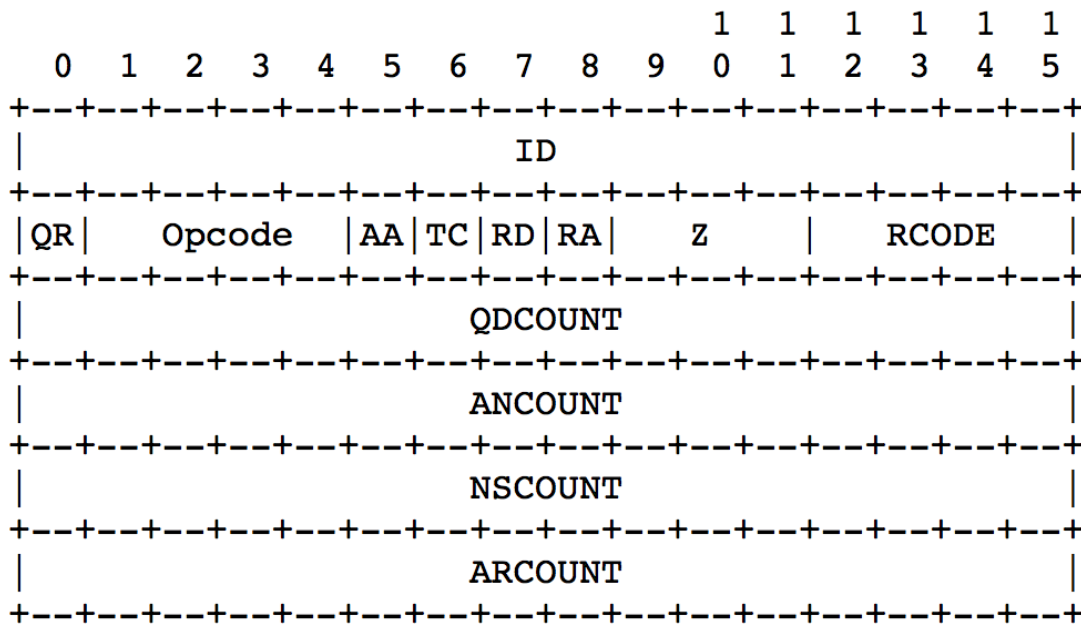 1 1 1 1 1 1
0 1 2 3 4 5 6 7 8 9 0 1 2 3 4 5
+--+--+--+--+--+--+--+--+--+--+--+--+--+--+--+--+
| ID |
+--+--+--+--+--+--+--+--+--+--+--+--+--+--+--+--+
|QR| Opcode |AA|TC|RD|RA| Z | RCODE |
+--+--+--+--+--+--+--+--+--+--+--+--+--+--+--+--+
| QDCOUNT |
+--+--+--+--+--+--+--+--+--+--+--+--+--+--+--+--+
| ANCOUNT |
+--+--+--+--+--+--+--+--+--+--+--+--+--+--+--+--+
| NSCOUNT |
+--+--+--+--+--+--+--+--+--+--+--+--+--+--+--+--+
| ARCOUNT |
+--+--+--+--+--+--+--+--+--+--+--+--+--+--+--+--+